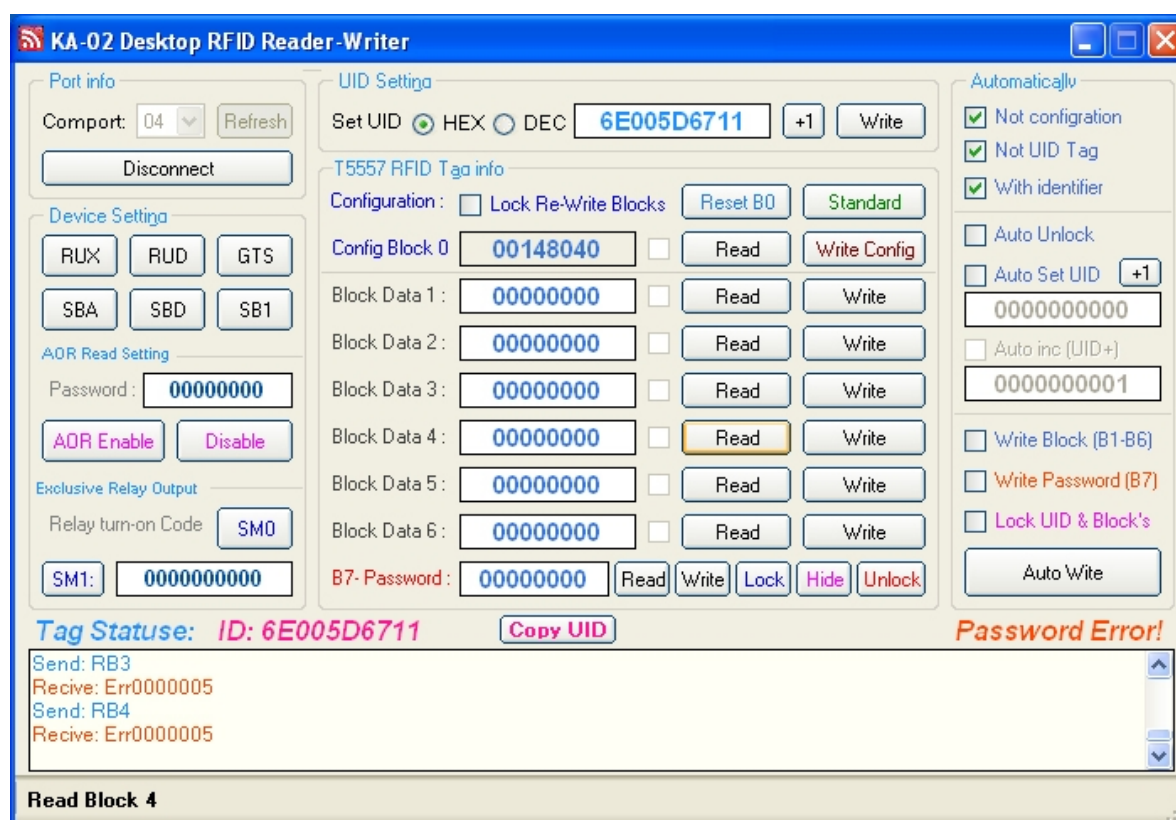 KA-02 Desktop RFID Reader-Writer
Port info
Comport: 04 Refresh
Disconnect
Device Setting
RUX RUD GTS
SBA SBD SB1
AOR Read Setting
Password : 00000000
AOR Enable Disable
Exclusive Relay Output
Relay turn-on Code SM0
SM1: 0000000000
UID Setting
Set UID HEX DEC 6E005D6711 +1 Write
T5557 RFID Tag info
Configuration : Lock Re-Write Blocks Reset B0 Standard
Config Block 0 00148040 Read Write Config
Block Data 1 : 00000000 Read Write
Block Data 2 : 00000000 Read Write
Block Data 3 : 00000000 Read Write
Block Data 4 : 00000000 Read Write
Block Data 5 : 00000000 Read Write
Block Data 6 : 00000000 Read Write
B7- Password : 00000000 Read Write Lock Hide Unlock
Automatically
Not configration
Not UID Tag
With identifier
Auto Unlock
Auto Set UID +1
0000000000
Auto inc (UID+)
0000000001
Write Block (B1-B6)
Write Password (B7)
Lock UID & Block's
Auto Wite
Tag Statuse: ID: 6E005D6711 Copy UID Password Error!
Send: RB3
Recive: Err0000005
Send: RB4
Recive: Err0000005
Read Block 4